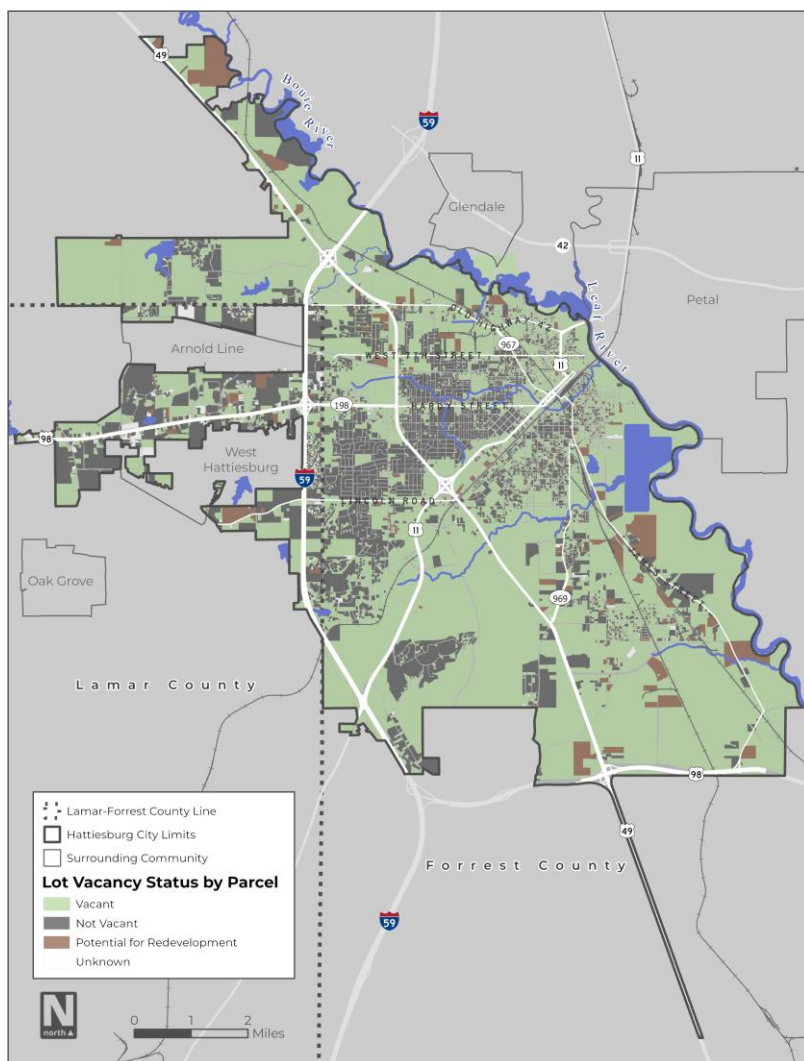 49
Bouie River
59
11
Glendale
42
Leaf River
Petal
OLD HIGHWAY 42
967
Arnold Line
WEST 7TH STREET
11
198
HARDY STREET
98
West
Hattiesburg
59
LINCOLN ROAD
11
Oak Grove
969
Lamar County
98
49
Forrest County
59
Lamar-Forrest County Line
Hattiesburg City Limits
Surrounding Community
Lot Vacancy Status by Parcel
Vacant
Not Vacant
Potential for Redevelopment
Unknown
N
north
0 1 2
Miles